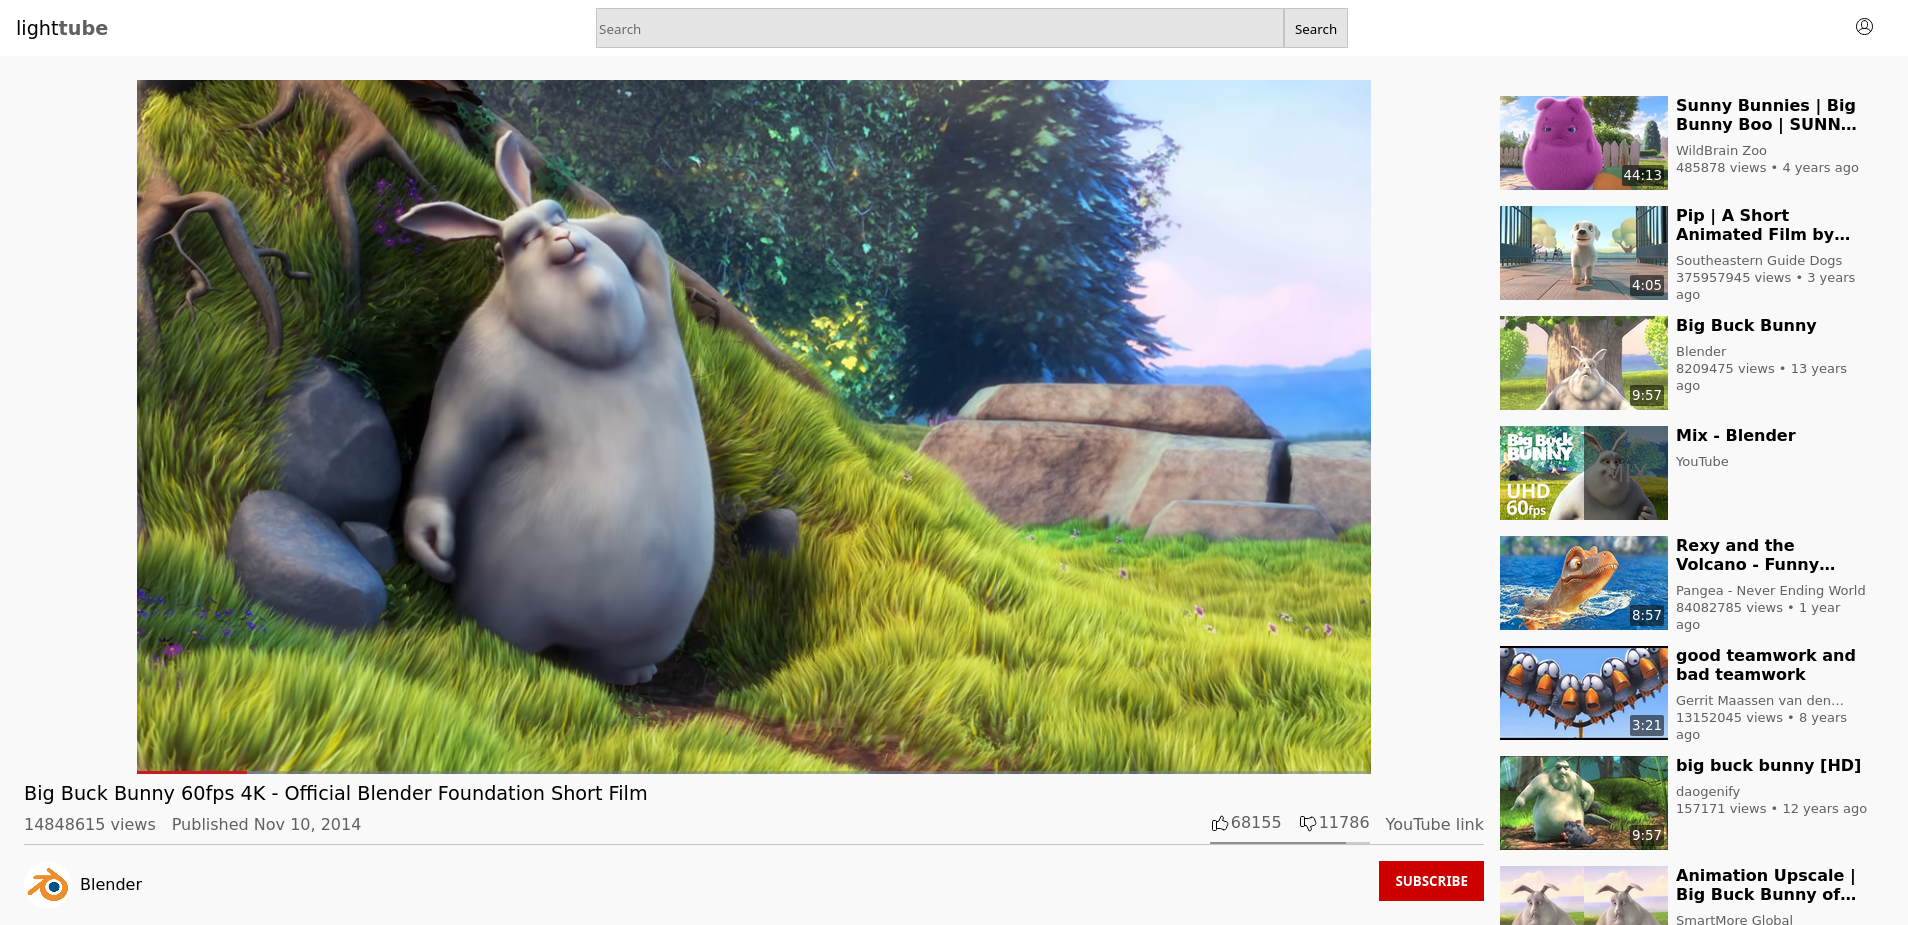 lighttube
Search
Search
Big Buck Bunny 60fps 4K - Official Blender Foundation Short Film
14848615 views Published Nov 10, 2014
68155 11786 YouTube link
Blender
SUBSCRIBE
44:13
Sunny Bunnies | Big
Bunny Boo | SUNN…
WildBrain Zoo
485878 views • 4 years ago
4:05
Pip | A Short
Animated Film by…
Southeastern Guide Dogs
375957945 views • 3 years
ago
9:57
Big Buck Bunny
Blender
8209475 views • 13 years
ago
Big Buck
BUNNY
UHD
60fps
MIX
Mix - Blender
YouTube
8:57
Rexy and the
Volcano - Funny…
Pangea - Never Ending World
84082785 views • 1 year
ago
3:21
good teamwork and
bad teamwork
Gerrit Maassen van den…
13152045 views • 8 years
ago
9:57
big buck bunny [HD]
daogenify
157171 views • 12 years ago
Animation Upscale |
Big Buck Bunny of…
SmartMore Global